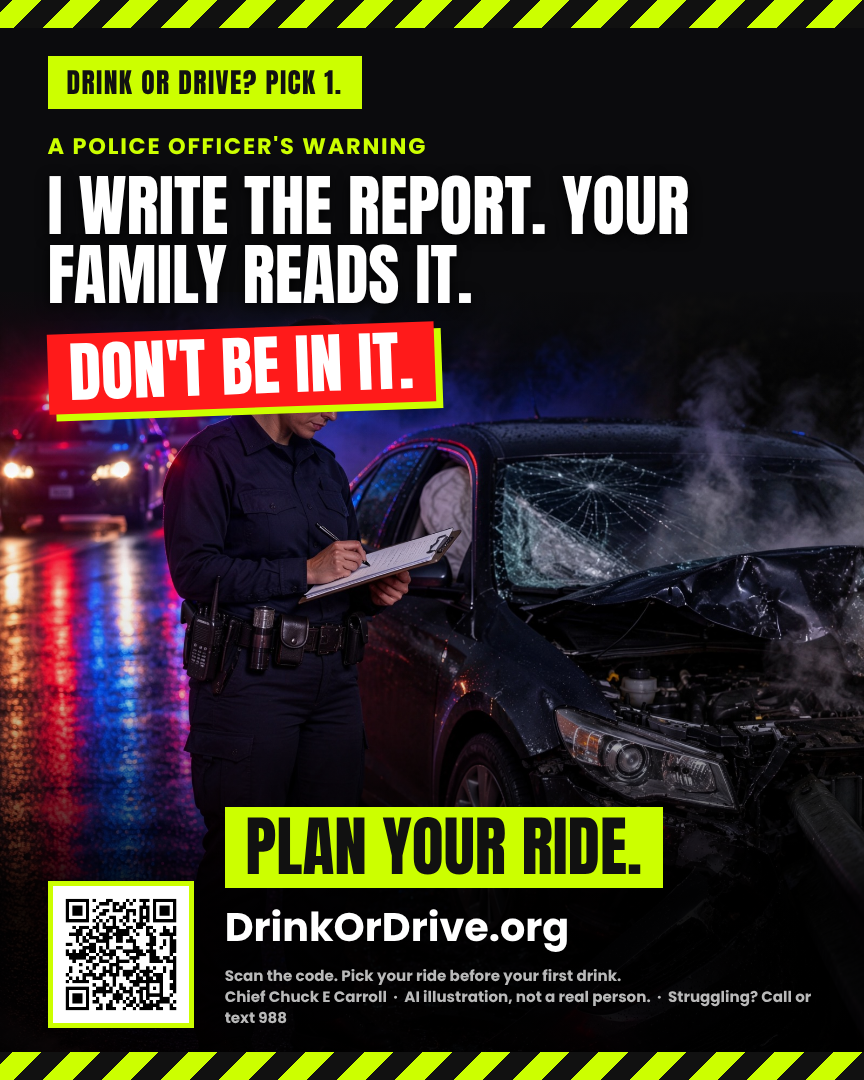 DRINK OR DRIVE? PICK 1.
A POLICE OFFICER'S WARNING
I WRITE THE REPORT. YOUR
FAMILY READS IT.
DON'T BE IN IT.
PLAN YOUR RIDE.
DrinkOrDrive.org
Scan the code. Pick your ride before your first drink.
Chief Chuck E Carroll · AI illustration, not a real person. · Struggling? Call or
text 988